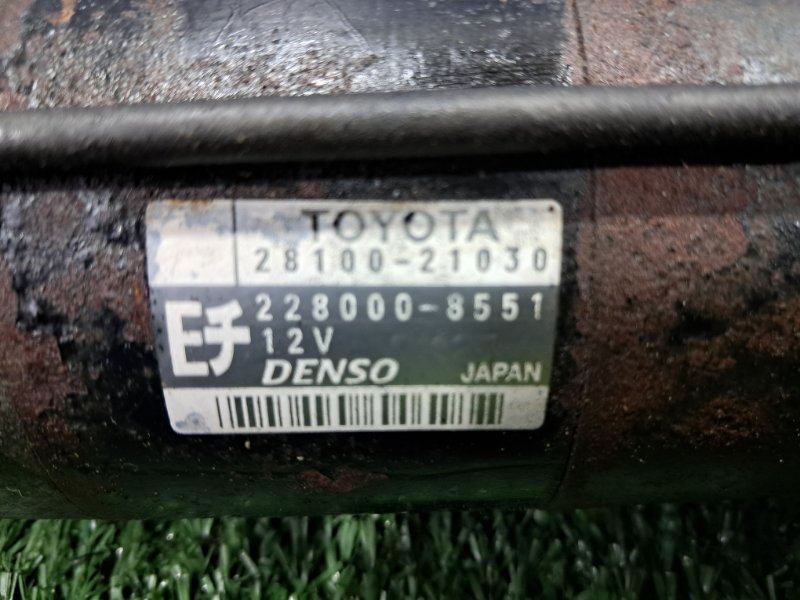 TOYOTA
28100-21030
Eチ
228000-8551
12V
DENSO JAPAN